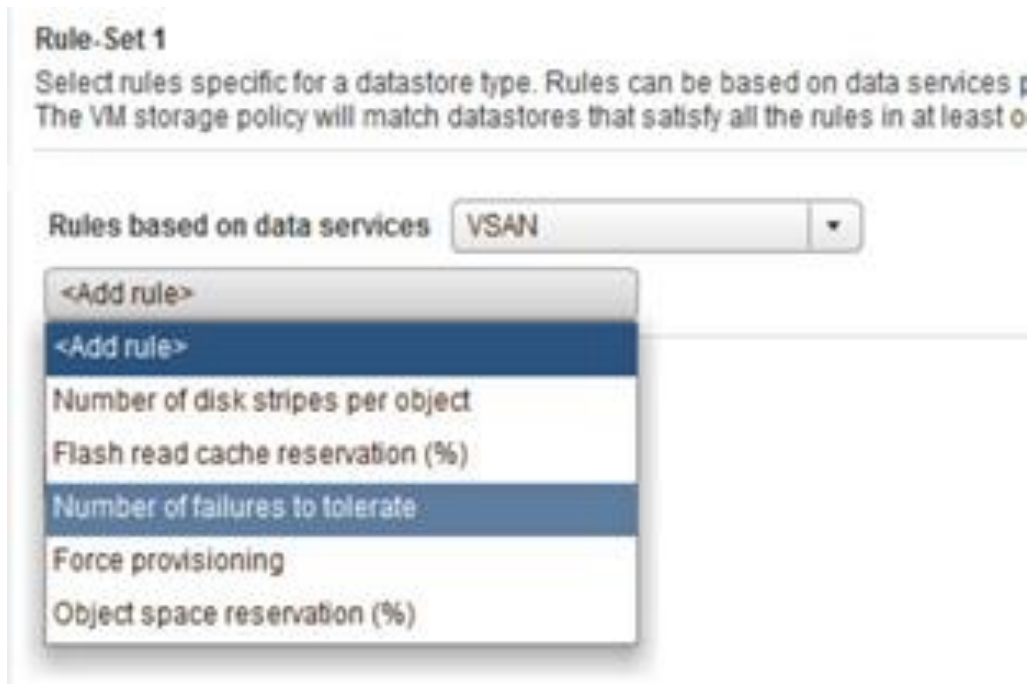 Rule-Set 1
Select rules specific for a datastore type. Rules can be based on data services
The VM storage policy will match datastores that satisfy all the rules in at least
Rules based on data services VSAN
<Add rule>
<Add rule>
Number of disk stripes per object
Flash read cache reservation (%)
Number of failures to tolerate
Force provisioning
Object space reservation (%)